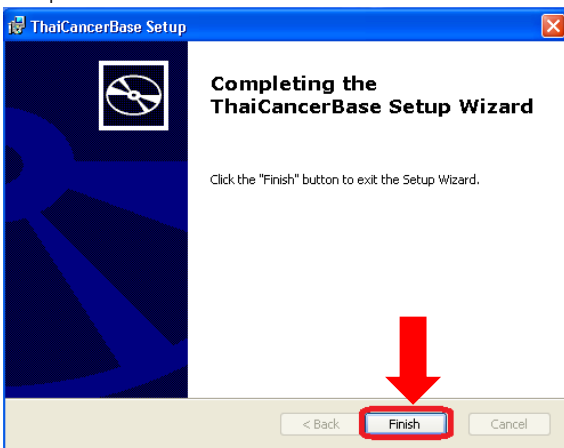 ThaiCancerBase Setup
Completing the
ThaiCancerBase Setup Wizard
Click the "Finish" button to exit the Setup Wizard.
< Back
Finish
Cancel